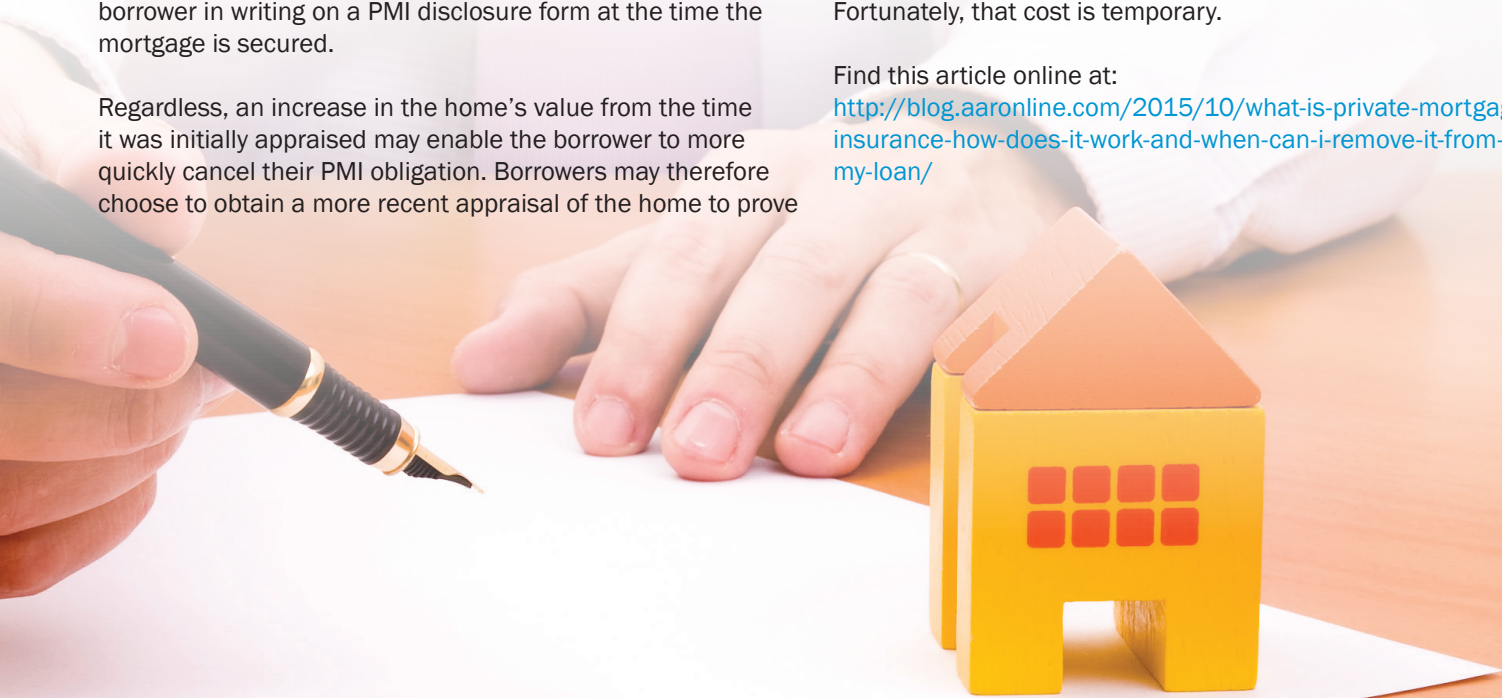 borrower in writing on a PMI disclosure form at the time the
mortgage is secured.
Regardless, an increase in the home’s value from the time
it was initially appraised may enable the borrower to more
quickly cancel their PMI obligation. Borrowers may therefore
choose to obtain a more recent appraisal of the home to prove
Fortunately, that cost is temporary.
Find this article online at:
http://blog.aaronline.com/2015/10/what-is-private-mortgag
insurance-how-does-it-work-and-when-can-i-remove-it-from-
my-loan/